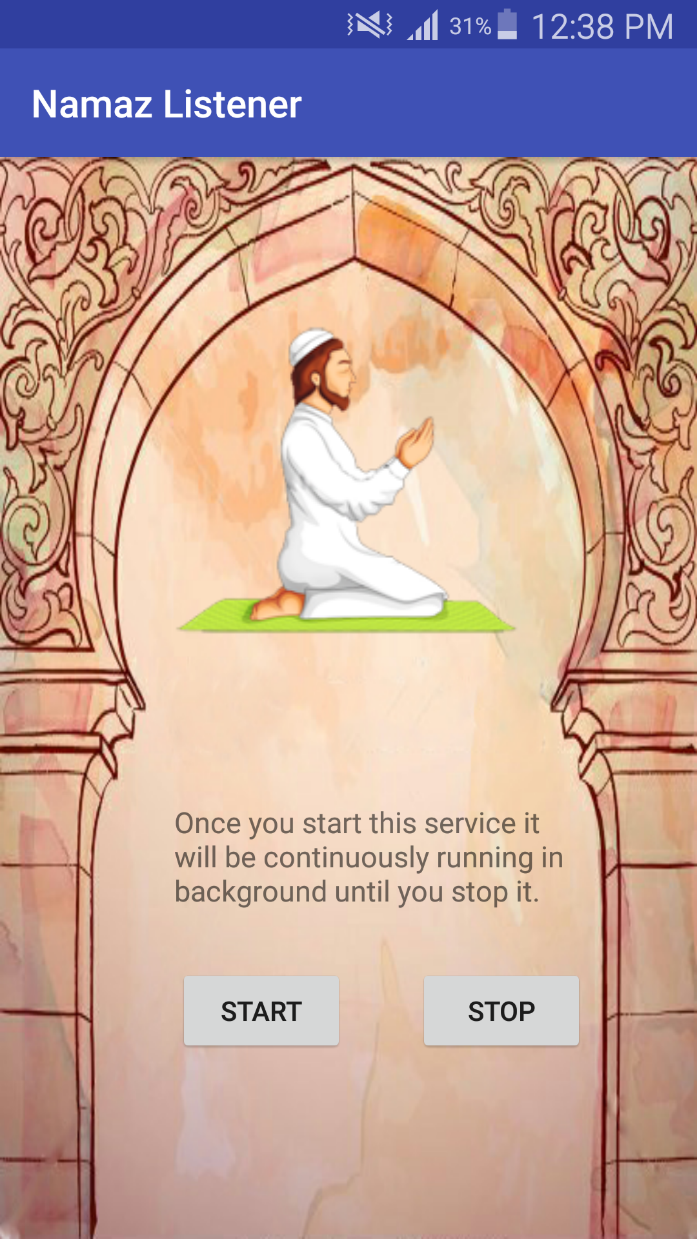 31% 12:38 PM
Namaz Listener
Once you start this service it
will be continuously running in
background until you stop it.
START STOP